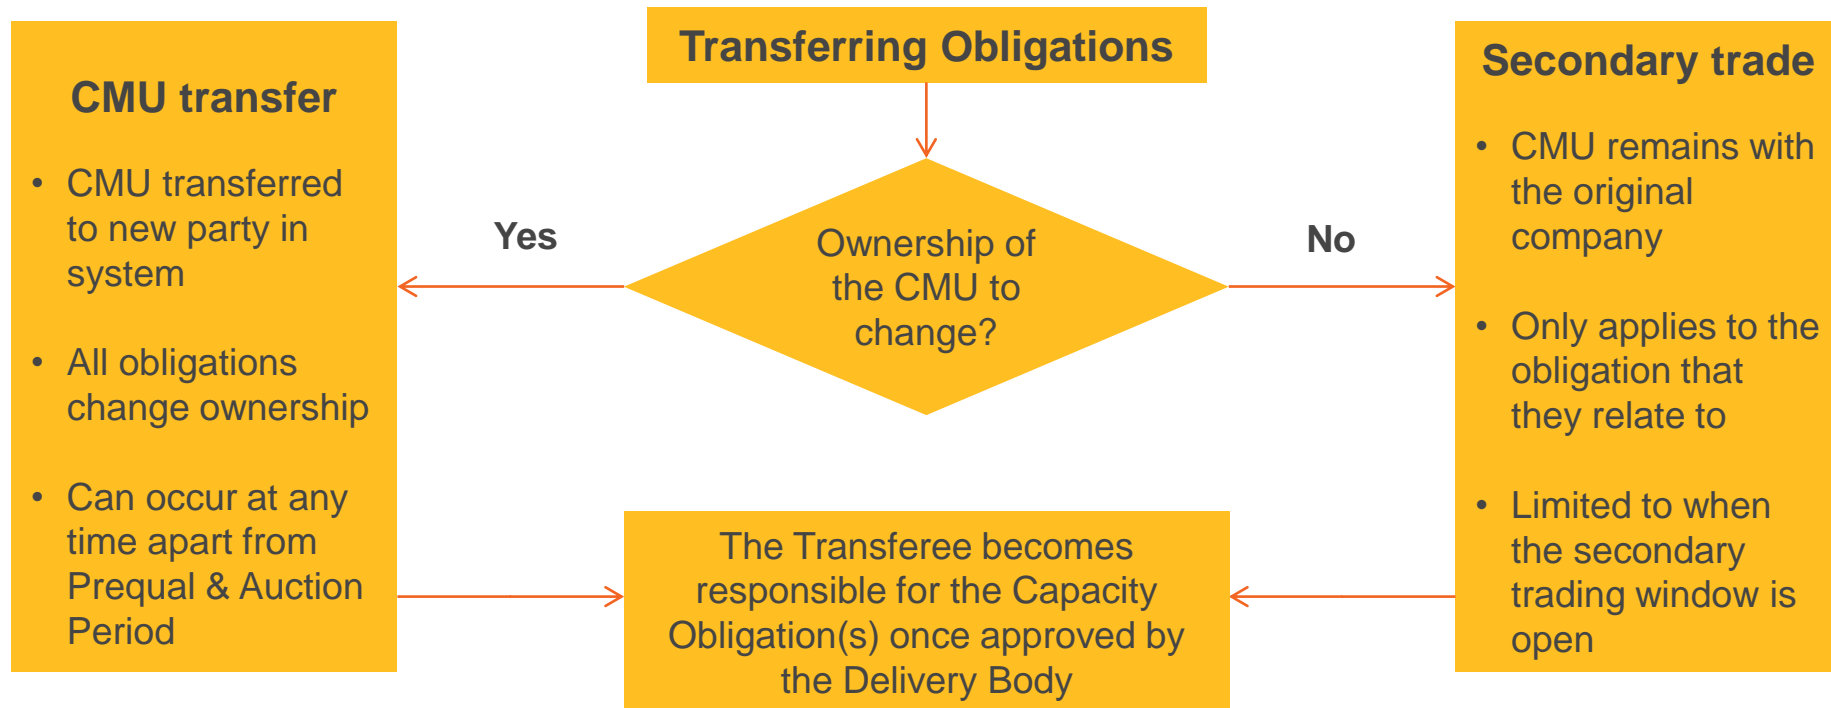 Transferring Obligations
CMU transfer
• CMU transferred
to new party in
system
• All obligations
change ownership
• Can occur at any
time apart from
Prequal & Auction
Period
Yes
Ownership of
the CMU to
change?
No
Secondary trade
• CMU remains with
the original
company
• Only applies to the
obligation that
they relate to
• Limited to when
the secondary
trading window is
open
The Transferee becomes
responsible for the Capacity
Obligation(s) once approved by
the Delivery Body